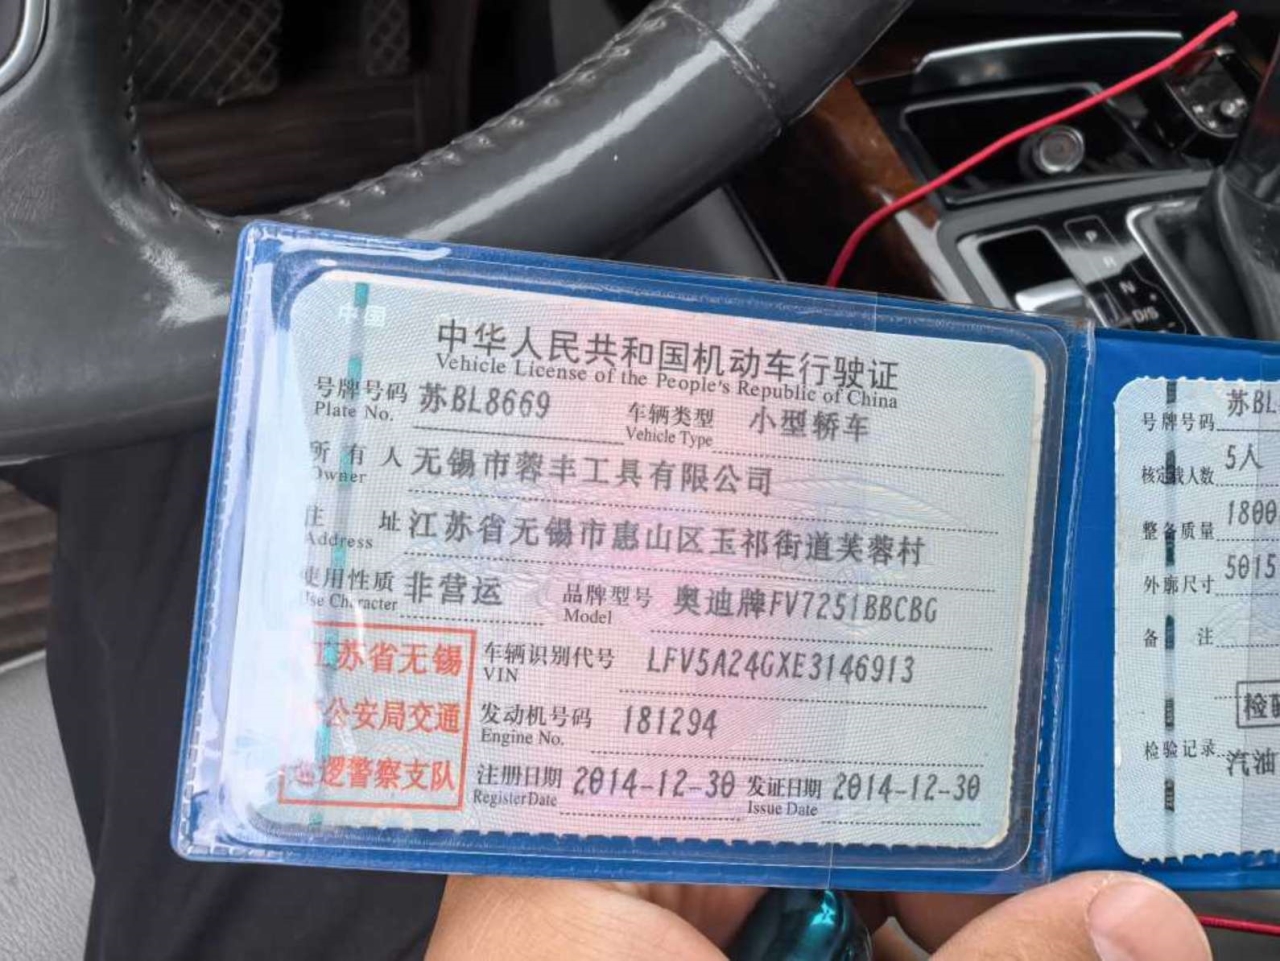 中国
中华人民共和国机动车行驶证
Vehicle License of the People's Republic of China
号牌号码 苏BL8669 车辆类型 小型轿车
Plate No. Vehicle Type
所有人 无锡市蓉丰工具有限公司
Owner
住址 江苏省无锡市惠山区玉祁街道芙蓉村
Address
使用性质 非营运 品牌型号 奥迪牌FV7251BBCBG
Use Character Model
江苏省无锡
公安局交通
巡逻警察支队
车辆识别代号 LFV5A24GXE3146913
VIN
发动机号码 181294
Engine No.
注册日期 2014-12-30 发证日期 2014-12-30
Register Date Issue Date
号牌号码 苏BL
核定载人数 5人
整备质量 1800
外廓尺寸 5015
备注
检验记录
汽油
P
R
N
D/S